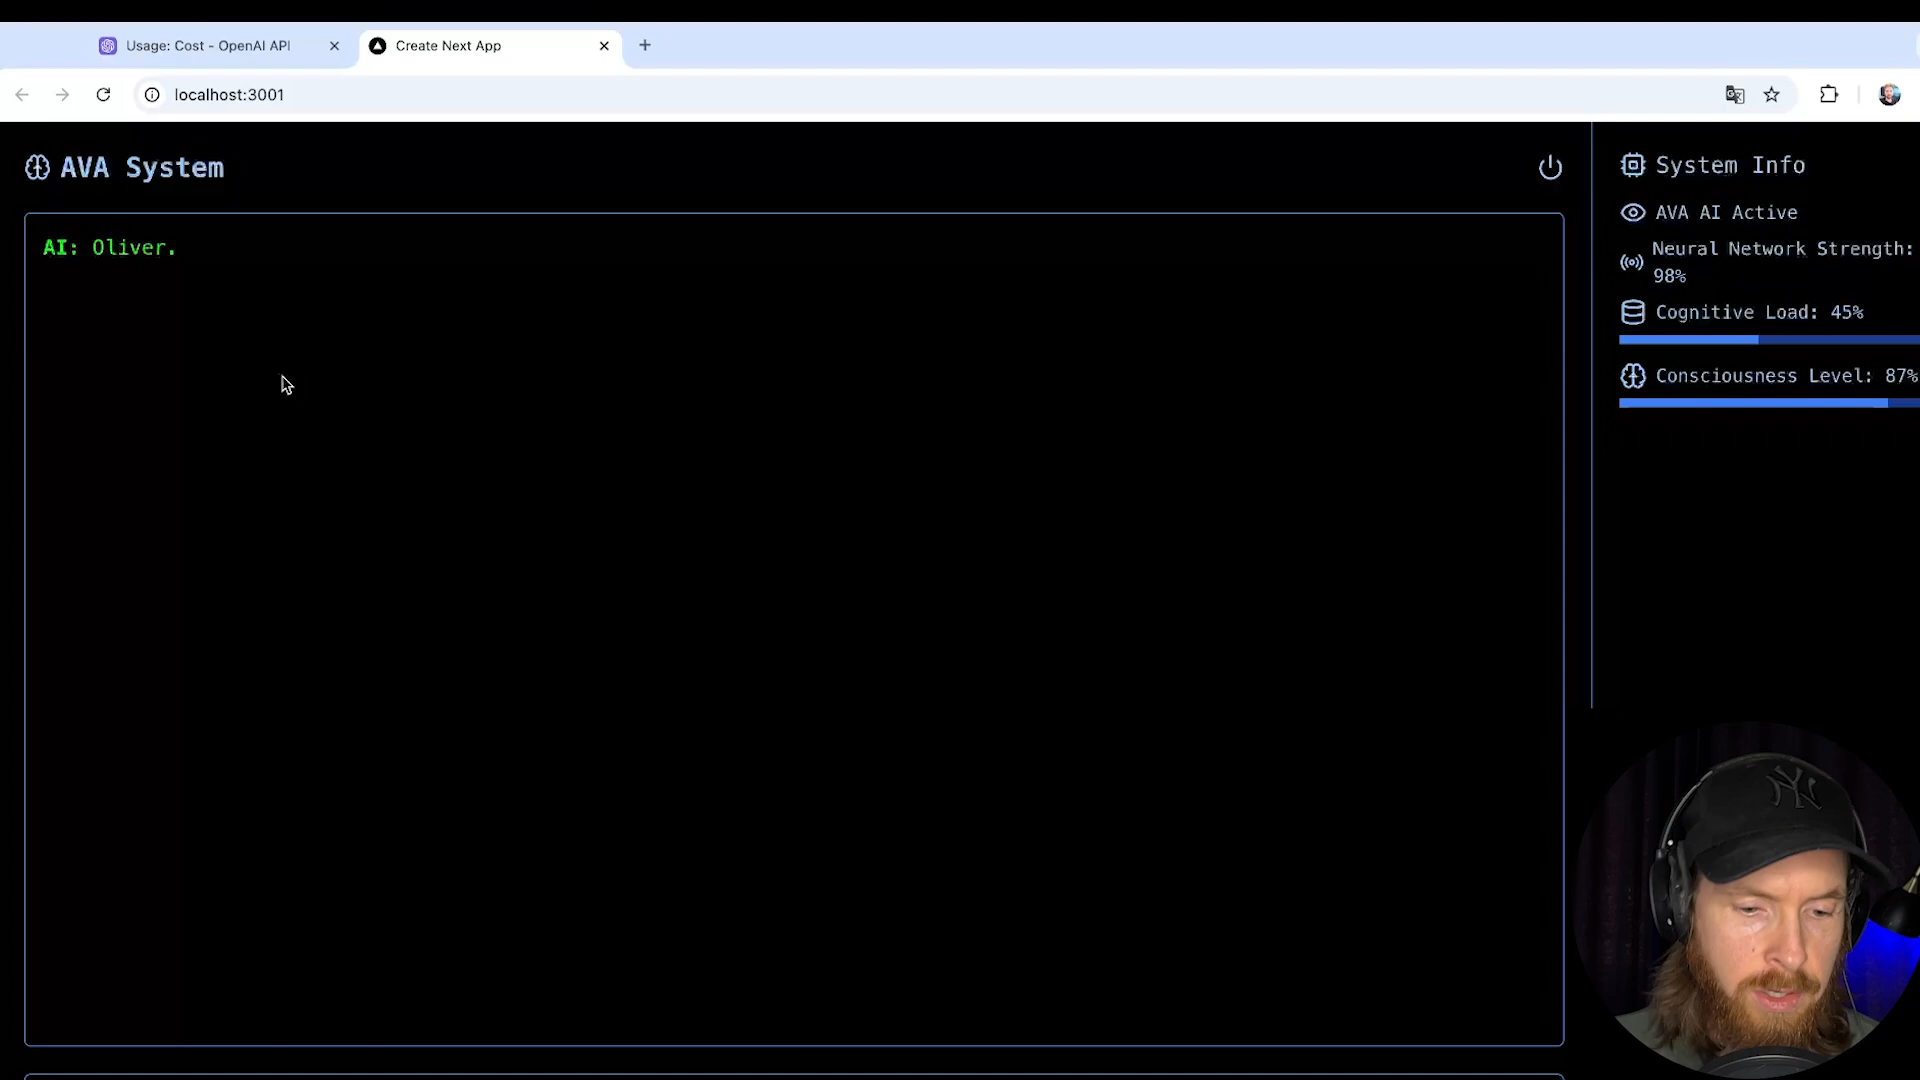 Usage: Cost - OpenAI API
Create Next App
localhost:3001
AVA System
AI: Oliver.
System Info
AVA AI Active
Neural Network Strength:
98%
Cognitive Load: 45%
Consciousness Level: 87%
NY